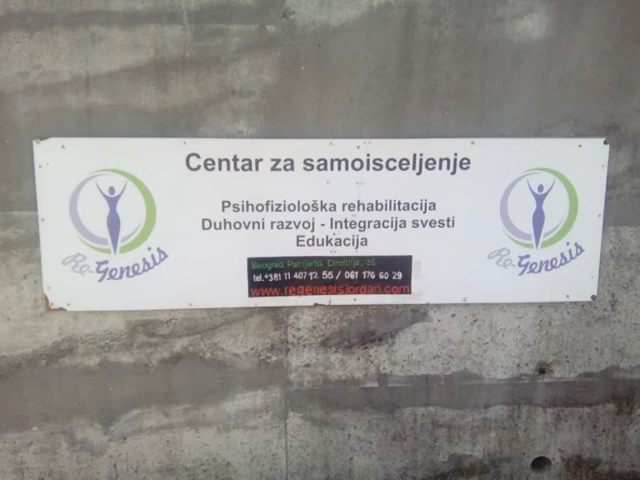 Centar za samoisceljenje
Psihofiziološka rehabilitacija
Duhovni razvoj - Integracija svesti
Edukacija
Re-Genesis
Re-Genesis
Beograd, Patrijarha Dmitrija, 36
tel.+381 11 407 12 55 / 061 176 60 29
www.regenesisjordan.com